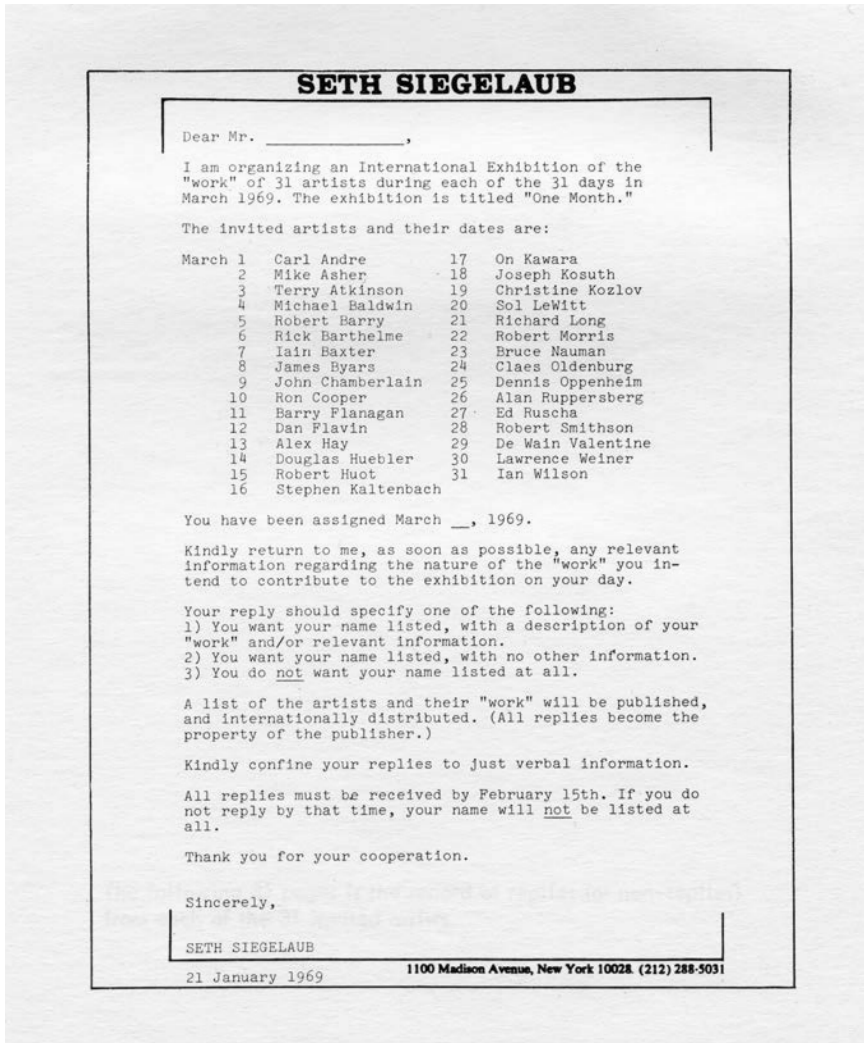 SETH SIEGELAUB
Dear Mr. ______________,
I am organizing an International Exhibition of the
"work" of 31 artists during each of the 31 days in
March 1969. The exhibition is titled "One Month."
The invited artists and their dates are:
March 1 Carl Andre 17 On Kawara
2 Mike Asher 18 Joseph Kosuth
3 Terry Atkinson 19 Christine Kozlov
4 Michael Baldwin 20 Sol LeWitt
5 Robert Barry 21 Richard Long
6 Rick Barthelme 22 Robert Morris
7 Iain Baxter 23 Bruce Nauman
8 James Byars 24 Claes Oldenburg
9 John Chamberlain 25 Dennis Oppenheim
10 Ron Cooper 26 Alan Ruppersberg
11 Barry Flanagan 27 Ed Ruscha
12 Dan Flavin 28 Robert Smithson
13 Alex Hay 29 De Wain Valentine
14 Douglas Huebler 30 Lawrence Weiner
15 Robert Huot 31 Ian Wilson
16 Stephen Kaltenbach
You have been assigned March __, 1969.
Kindly return to me, as soon as possible, any relevant
information regarding the nature of the "work" you in-
tend to contribute to the exhibition on your day.
Your reply should specify one of the following:
1) You want your name listed, with a description of your
"work" and/or relevant information.
2) You want your name listed, with no other information.
3) You do not want your name listed at all.
A list of the artists and their "work" will be published,
and internationally distributed. (All replies become the
property of the publisher.)
Kindly confine your replies to just verbal information.
All replies must be received by February 15th. If you do
not reply by that time, your name will not be listed at
all.
Thank you for your cooperation.
Sincerely,
SETH SIEGELAUB
1100 Madison Avenue, New York 10028. (212) 288-5031
21 January 1969